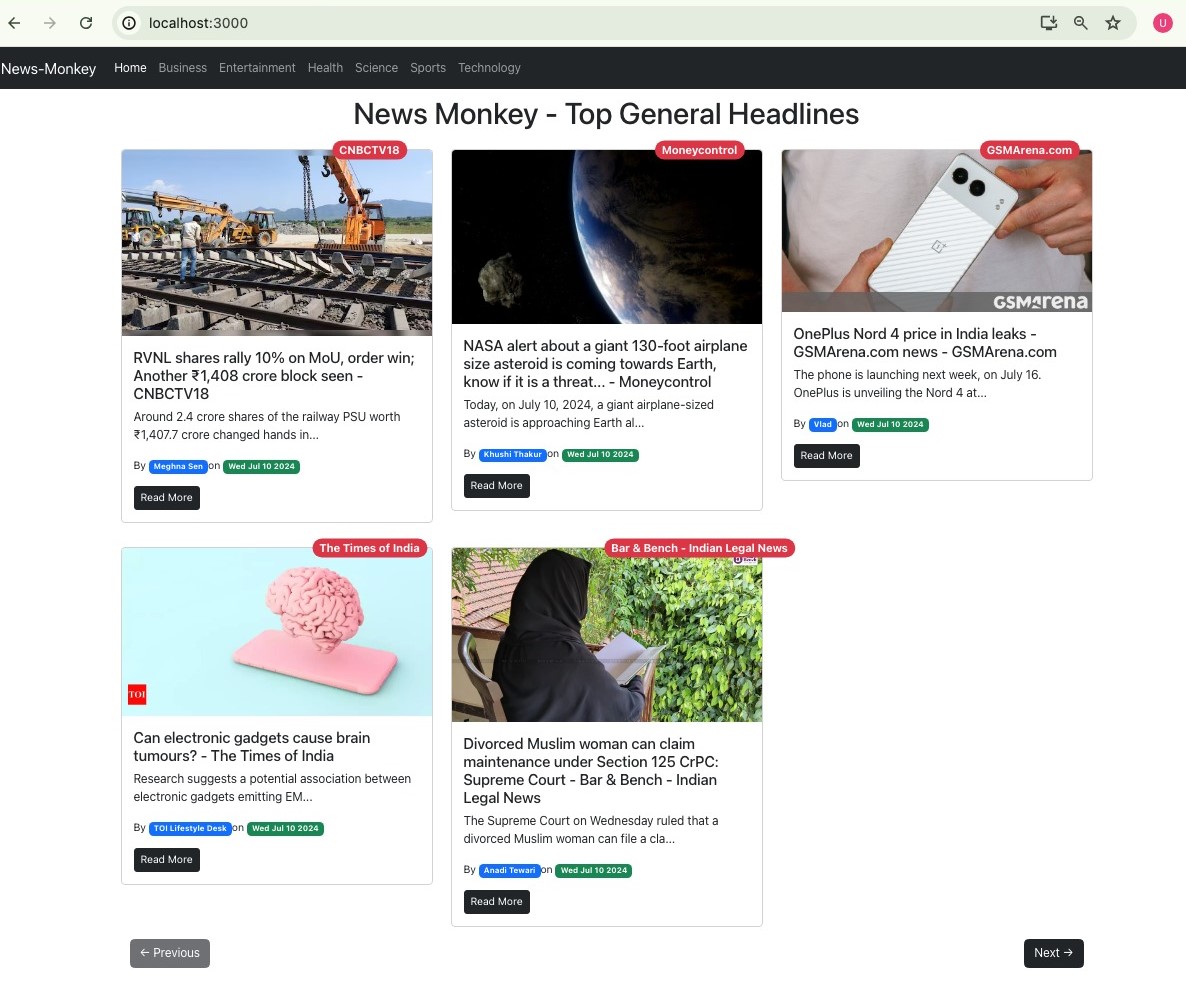 localhost:3000
U
News-Monkey Home Business Entertainment Health Science Sports Technology
News Monkey - Top General Headlines
CNBCTV18
RVNL shares rally 10% on MoU, order win;
Another ₹1,408 crore block seen -
CNBCTV18
Around 2.4 crore shares of the railway PSU worth
₹1,407.7 crore changed hands in...
By Meghna Sen on Wed Jul 10 2024
Read More
Moneycontrol
NASA alert about a giant 130-foot airplane
size asteroid is coming towards Earth,
know if it is a threat... - Moneycontrol
Today, on July 10, 2024, a giant airplane-sized
asteroid is approaching Earth al...
By Khushi Thakur on Wed Jul 10 2024
Read More
GSMArena.com
GSMArena
OnePlus Nord 4 price in India leaks -
GSMArena.com news - GSMArena.com
The phone is launching next week, on July 16.
OnePlus is unveiling the Nord 4 at...
By Vlad on Wed Jul 10 2024
Read More
The Times of India
TOI
Can electronic gadgets cause brain
tumours? - The Times of India
Research suggests a potential association between
electronic gadgets emitting EM...
By TOI Lifestyle Desk on Wed Jul 10 2024
Read More
Bar & Bench - Indian Legal News
Divorced Muslim woman can claim
maintenance under Section 125 CrPC:
Supreme Court - Bar & Bench - Indian
Legal News
The Supreme Court on Wednesday ruled that a
divorced Muslim woman can file a cla...
By Anadi Tewari on Wed Jul 10 2024
Read More
← Previous
Next →